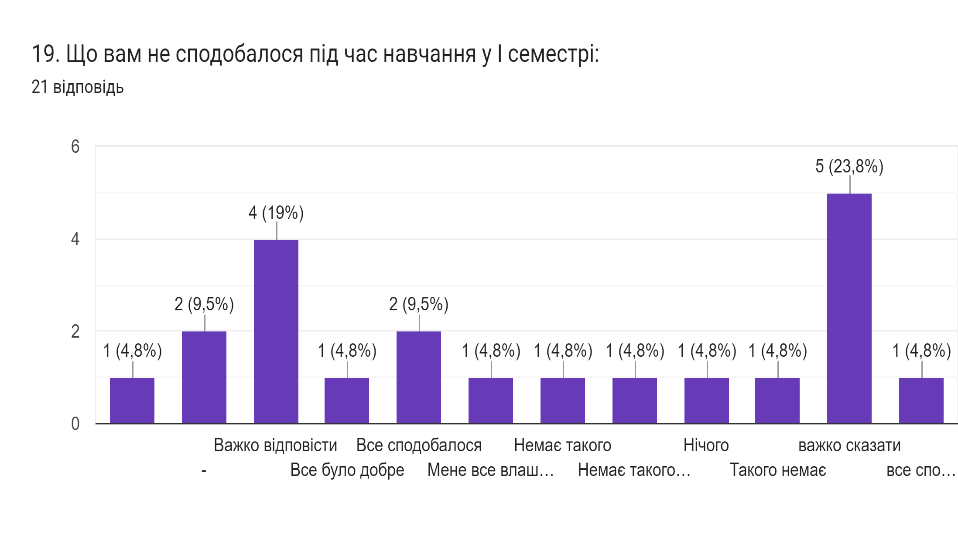 19. Що вам не сподобалося під час навчання у І семестрі:
21 відповідь
6
5 (23,8%)
4 (19%)
4
2 (9,5%) 2 (9,5%)
2
1 (4,8%) 1 (4,8%) 1 (4,8%) 1 (4,8%) 1 (4,8%) 1 (4,8%) 1 (4,8%) 1 (4,8%)
0
Важко відповісти Все сподобалося Немає такого Нічого важко сказати
- Все було добре Мене все влаш… Немає такого… Такого немає все спо…